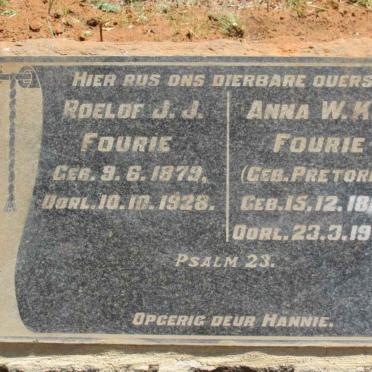 Hier rus ons dierbare ouers
Roelof J. J. Fourie
Geb. 9. 6. 1879.
Oorl. 10. 10. 1928.
Anna W. K
Fourie
(Geb. Pretor
Geb. 15. 12. 18
Oorl. 23. 3. 19
Psalm 23.
Opgerig deur Hannie.